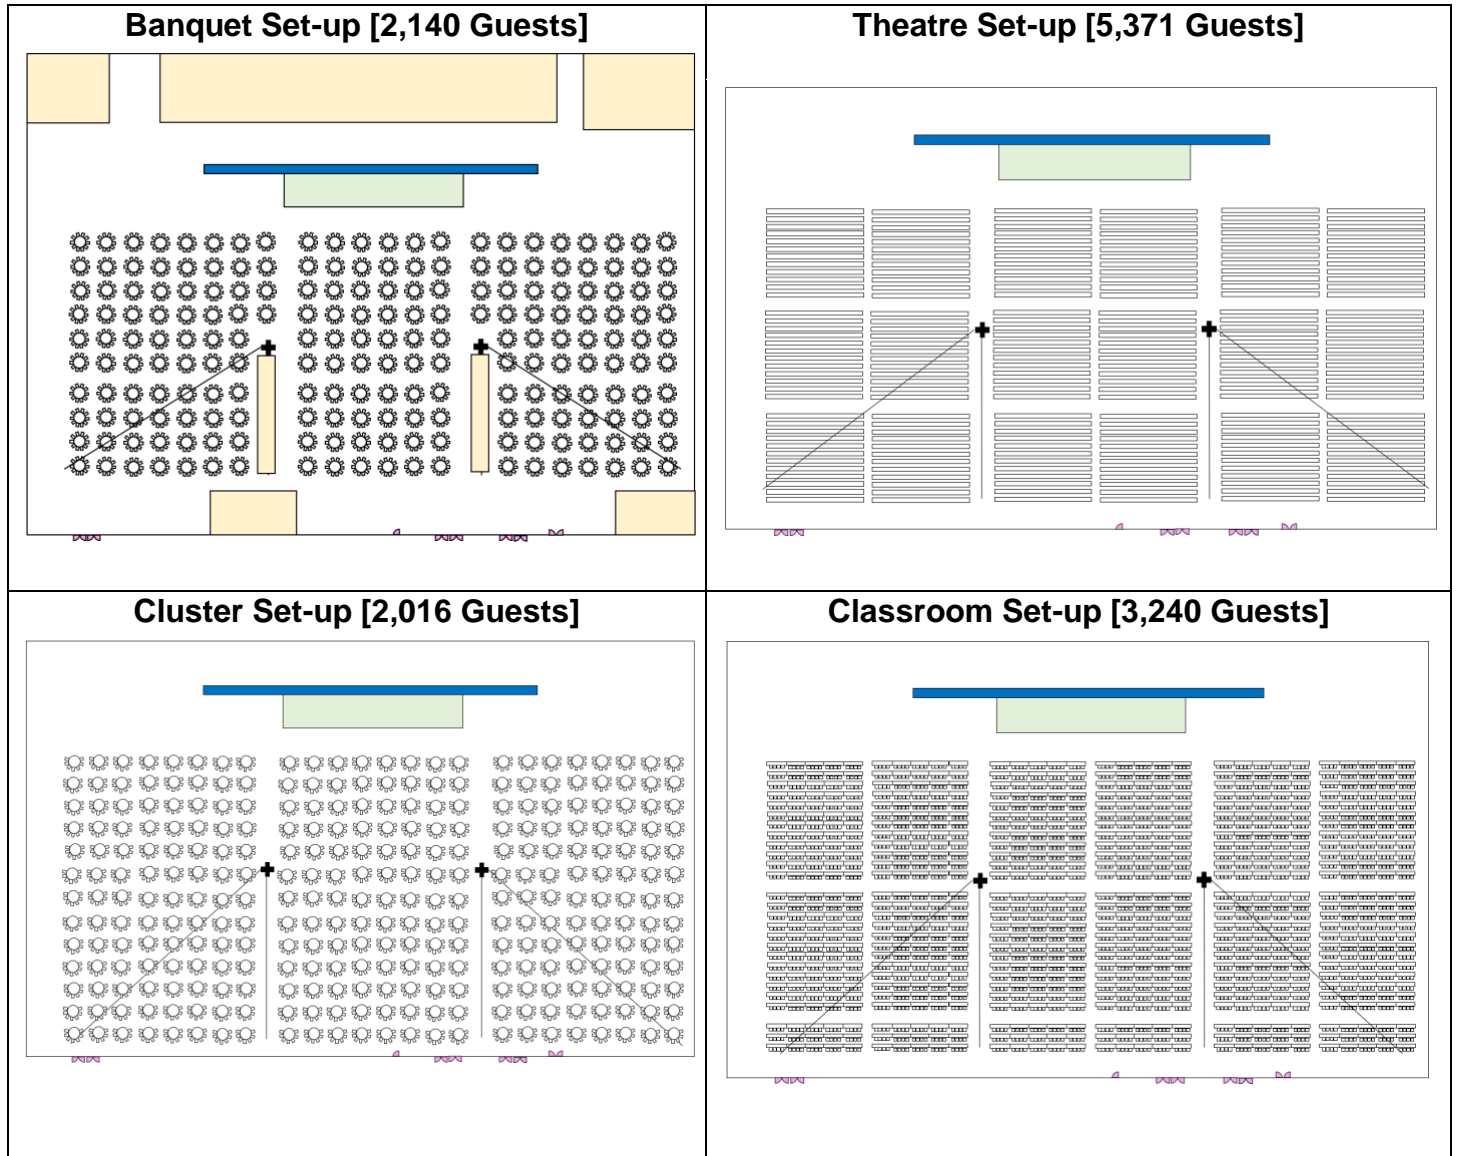 Banquet Set-up [2,140 Guests]
Theatre Set-up [5,371 Guests]
Cluster Set-up [2,016 Guests]
Classroom Set-up [3,240 Guests]